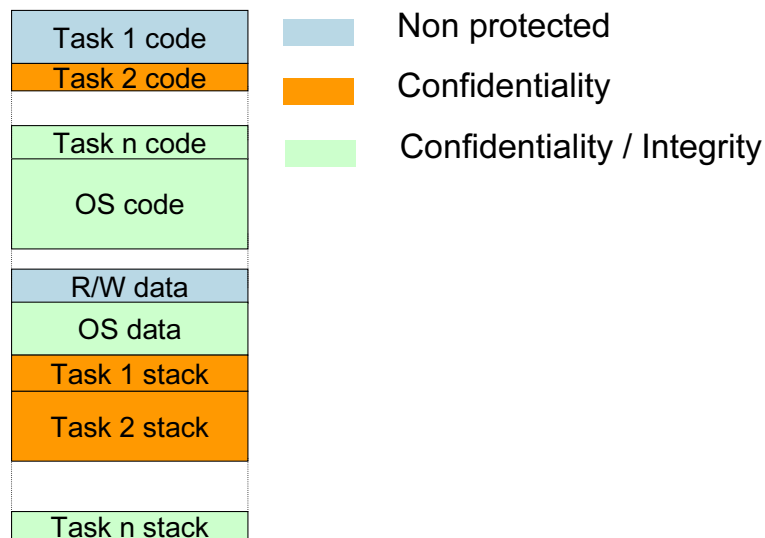 Task 1 code
Task 2 code
Task n code
OS code
R/W data
OS data
Task 1 stack
Task 2 stack
Task n stack
Non protected
Confidentiality
Confidentiality / Integrity